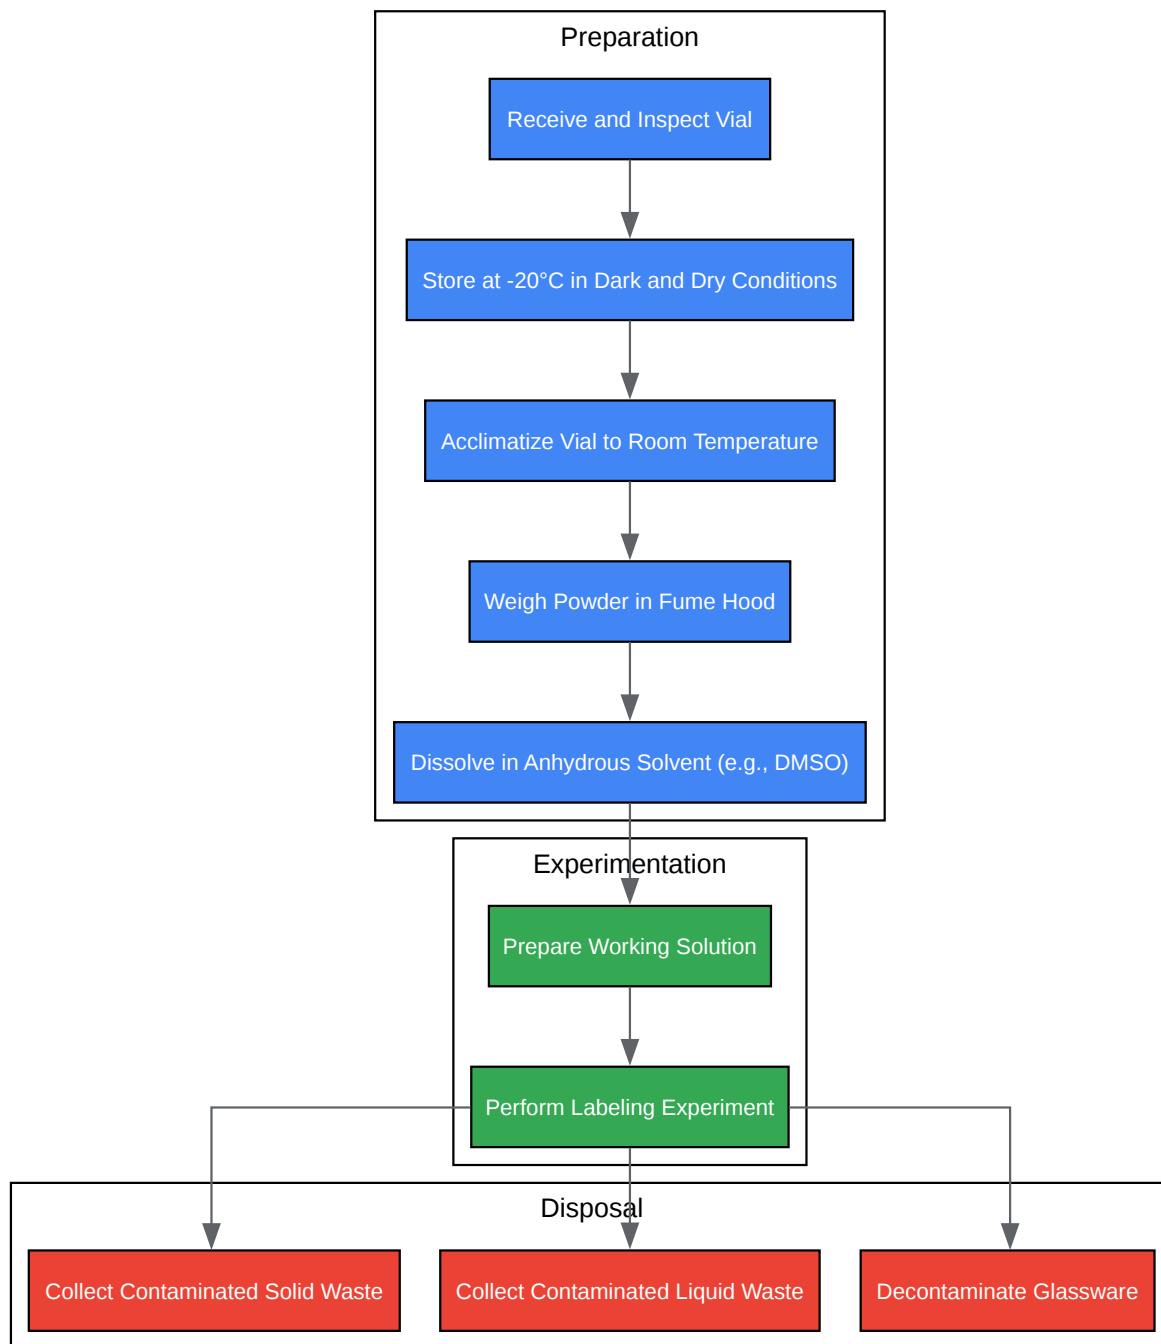 Preparation
Receive and Inspect Vial
Store at -20°C in Dark and Dry Conditions
Acclimatize Vial to Room Temperature
Weigh Powder in Fume Hood
Dissolve in Anhydrous Solvent (e.g., DMSO)
Experimentation
Prepare Working Solution
Perform Labeling Experiment
Disposal
Collect Contaminated Solid Waste
Collect Contaminated Liquid Waste
Decontaminate Glassware